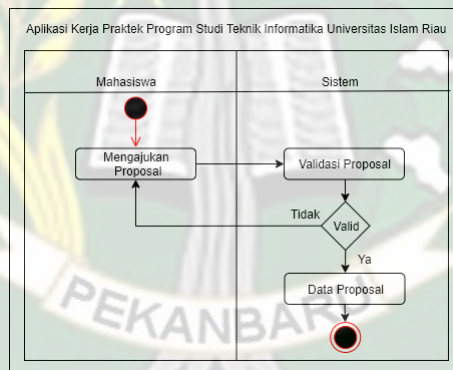 Aplikasi Kerja Praktek Program Studi Teknik Informatika Universitas Islam Riau
Mahasiswa
Sistem
Mengajukan
Proposal
Validasi Proposal
Tidak
Valid
Ya
Data Proposal
PEKANBARU